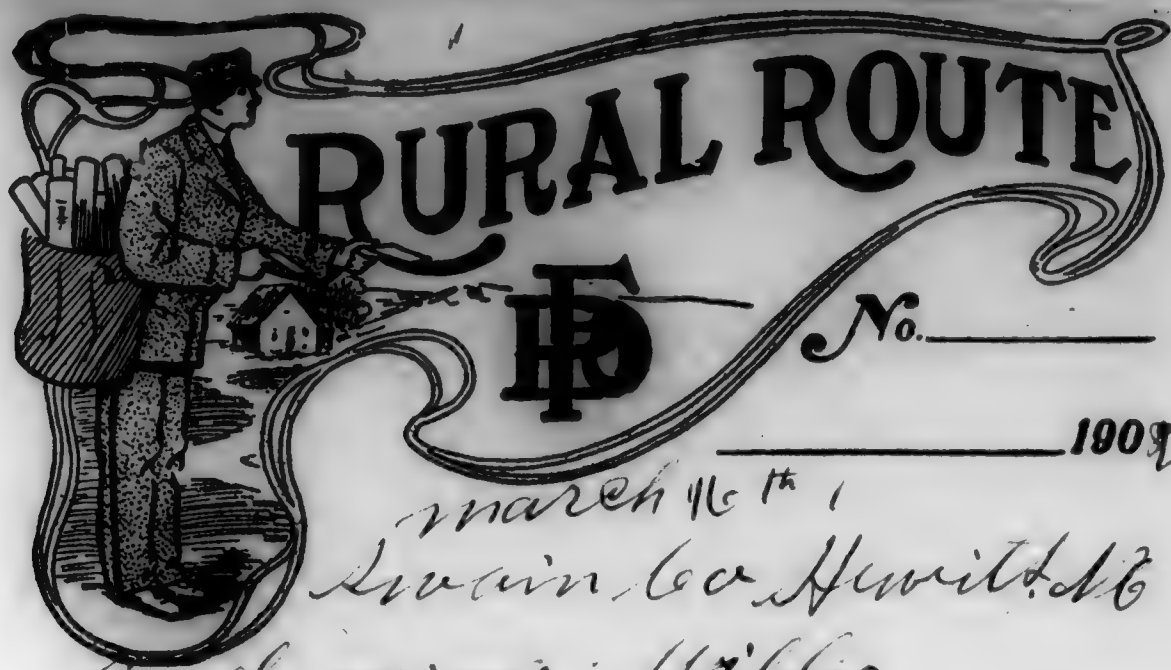 RURAL ROUTE
RFD
No.
190
march 16th,
Swain Co Hewitt. NC